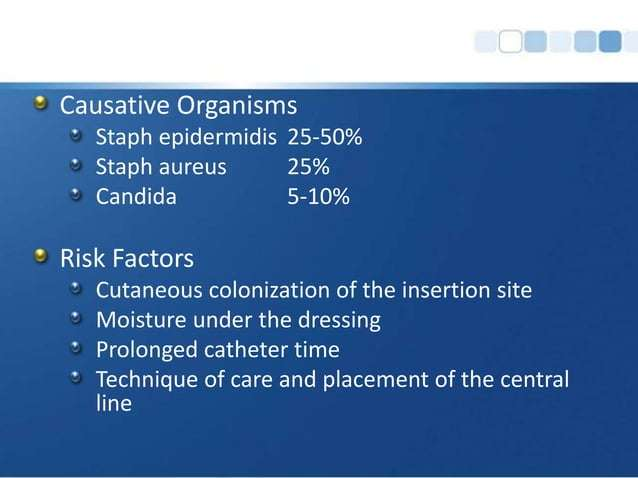 Causative Organisms
Staph epidermidis 25-50%
Staph aureus 25%
Candida 5-10%
Risk Factors
Cutaneous colonization of the insertion site
Moisture under the dressing
Prolonged catheter time
Technique of care and placement of the central
line